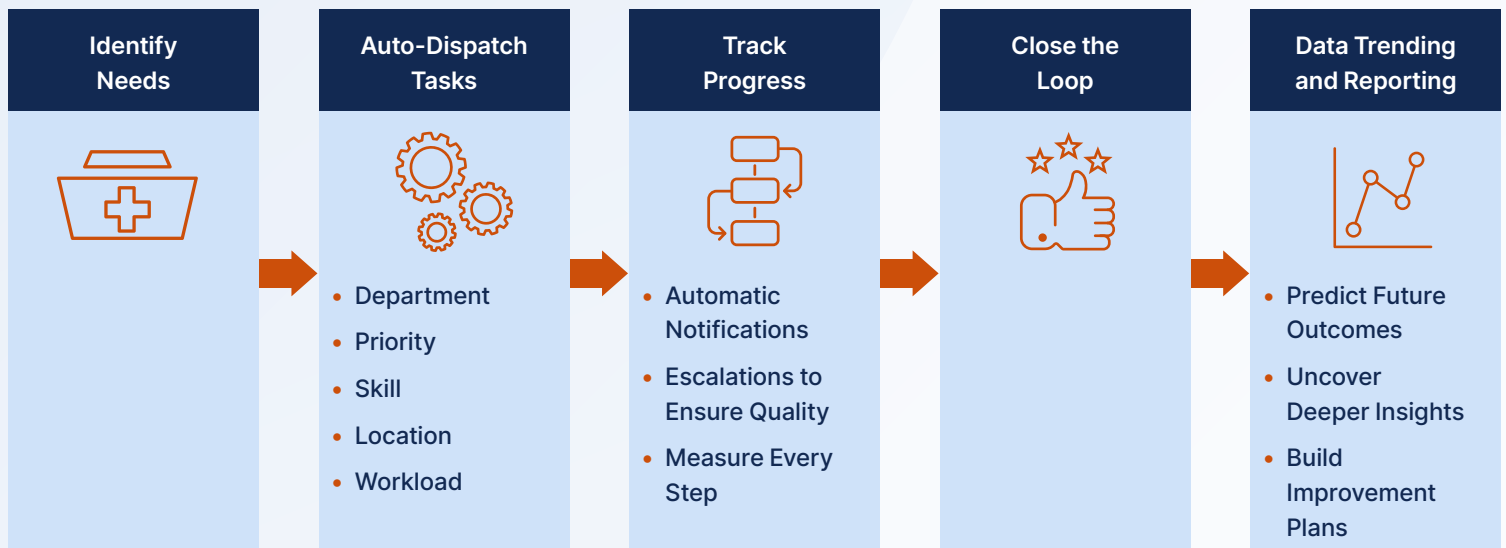 Identify
Needs
Auto-Dispatch
Tasks
• Department
• Priority
• Skill
• Location
• Workload
Track
Progress
• Automatic
Notifications
• Escalations to
Ensure Quality
• Measure Every
Step
Close the
Loop
Data Trending
and Reporting
• Predict Future
Outcomes
• Uncover
Deeper Insights
• Build
Improvement
Plans